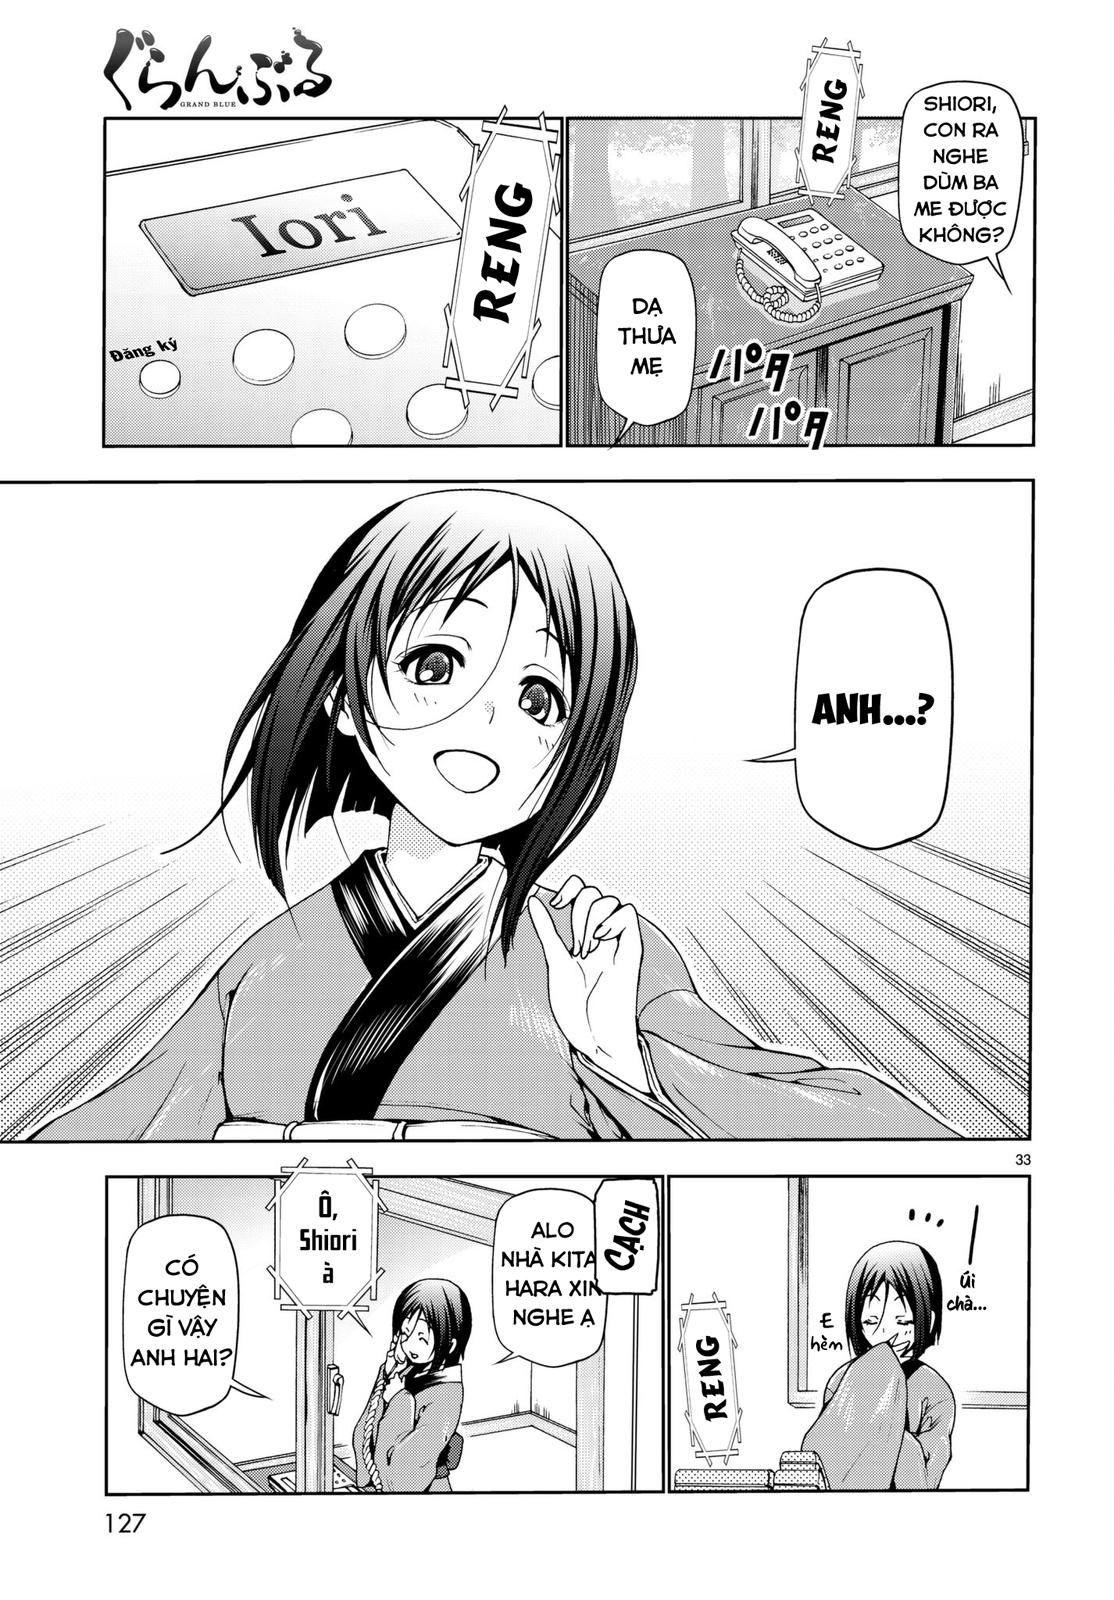 ぐらんぶる
GRAND BLUE
RENG
SHIORI,
CON RA
NGHE
DÙM BA
MẸ ĐƯỢC
KHÔNG?
DẠ
THƯA
MẸ
パタ
パタ
RENG
Iori
Đăng ký
ANH...?
33
...
Úi
chà...
E
hèm
RENG
CẠCH
ALO
NHÀ KITA
HARA XIN
NGHE Ạ
Ô,
Shiori
à
CÓ
CHUYỆN
GÌ VẬY
ANH HAI?
127